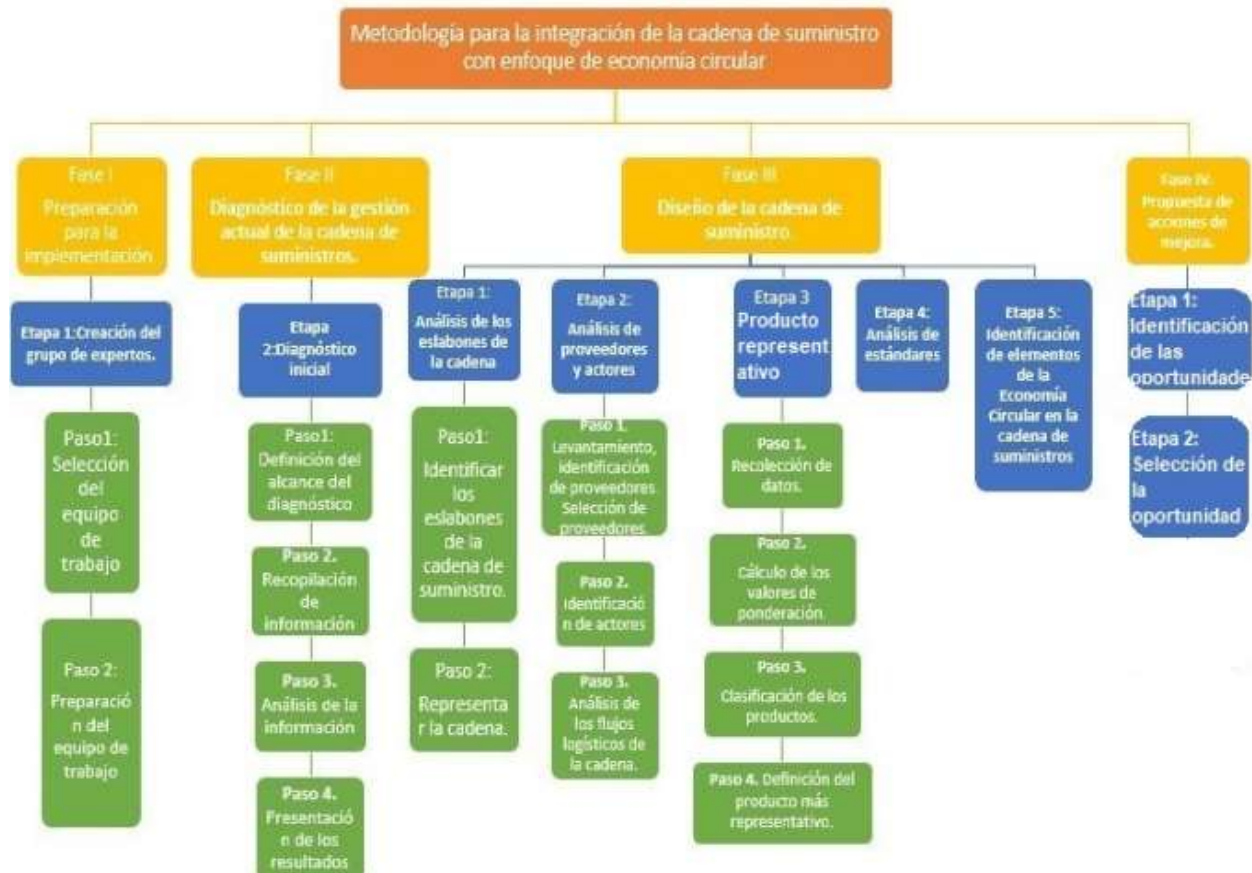 Metodología para la integración de la cadena de suministro
con enfoque de economía circular
Fase I
Preparación
para la
implementación
Fase II
Diagnóstico de la gestión
actual de la cadena de
suministros.
Fase III
Diseño de la cadena de
suministro.
Fase IV.
Propuesta de
acciones de
mejora.
Etapa 1:Creación del
grupo de expertos.
Paso1:
Selección
del
equipo
de
trabajo
Paso 2:
Preparació
n del
equipo de
trabajo
Etapa
2:Diagnóstico
inicial
Paso1:
Definición del
alcance del
diagnóstico
Paso 2.
Recopilación
de
información
Paso 3.
Análisis de la
información
Paso 4.
Presentació
n de los
resultados
Etapa 1:
Análisis de los
eslabones de
la cadena
Paso1:
Identificar
los
eslabones
de la
cadena de
suministro.
Paso 2:
Representa
r la cadena.
Etapa 2:
Análisis de
proveedores
y actores
Paso 1.
Levantamiento,
identificación
de proveedores.
Selección de
proveedores.
Paso 2.
Identificació
n de actores
Paso 3.
Análisis de
los flujos
logísticos de
la cadena.
Etapa 3
Producto
represent
ativo
Paso 1.
Recolección de
datos.
Paso 2.
Cálculo de los
valores de
ponderación.
Paso 3.
Clasificación de los
productos.
Paso 4. Definición del
producto más
representativo.
Etapa 4:
Análisis de
estándares
Etapa 5:
Identificación
de elementos
de la
Economía
Circular en la
cadena de
suministros
Etapa 1:
Identificación
de las
oportunidade
Etapa 2:
Selección de
la
oportunidad